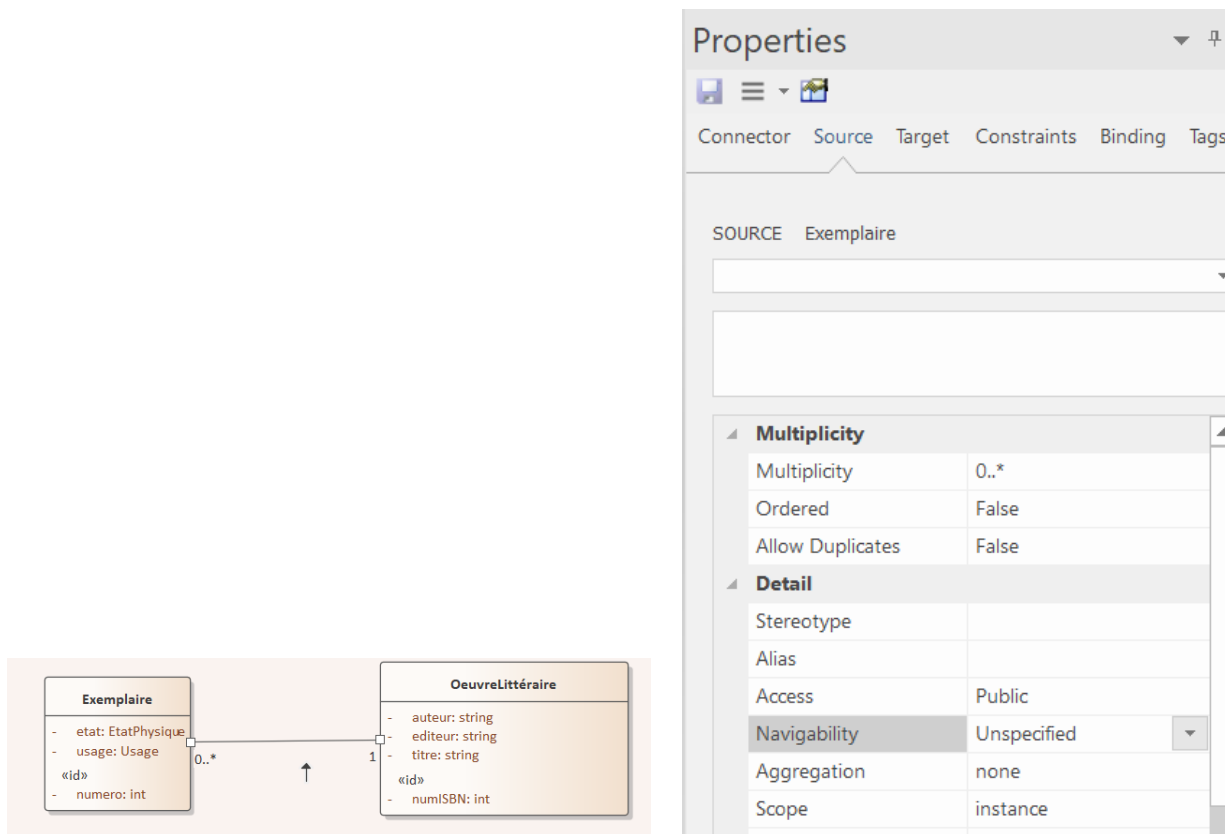 Properties
Connector Source Target Constraints Binding Tags
SOURCE Exemplaire
Multiplicity
Multiplicity 0..*
Ordered False
Allow Duplicates False
Detail
Stereotype
Alias
Access Public
Navigability Unspecified
Aggregation none
Scope instance
Exemplaire
- etat: EtatPhysique
- usage: Usage
«id»
- numero: int
0..*
1
OeuvreLittéraire
- auteur: string
- editeur: string
- titre: string
«id»
- numISBN: int